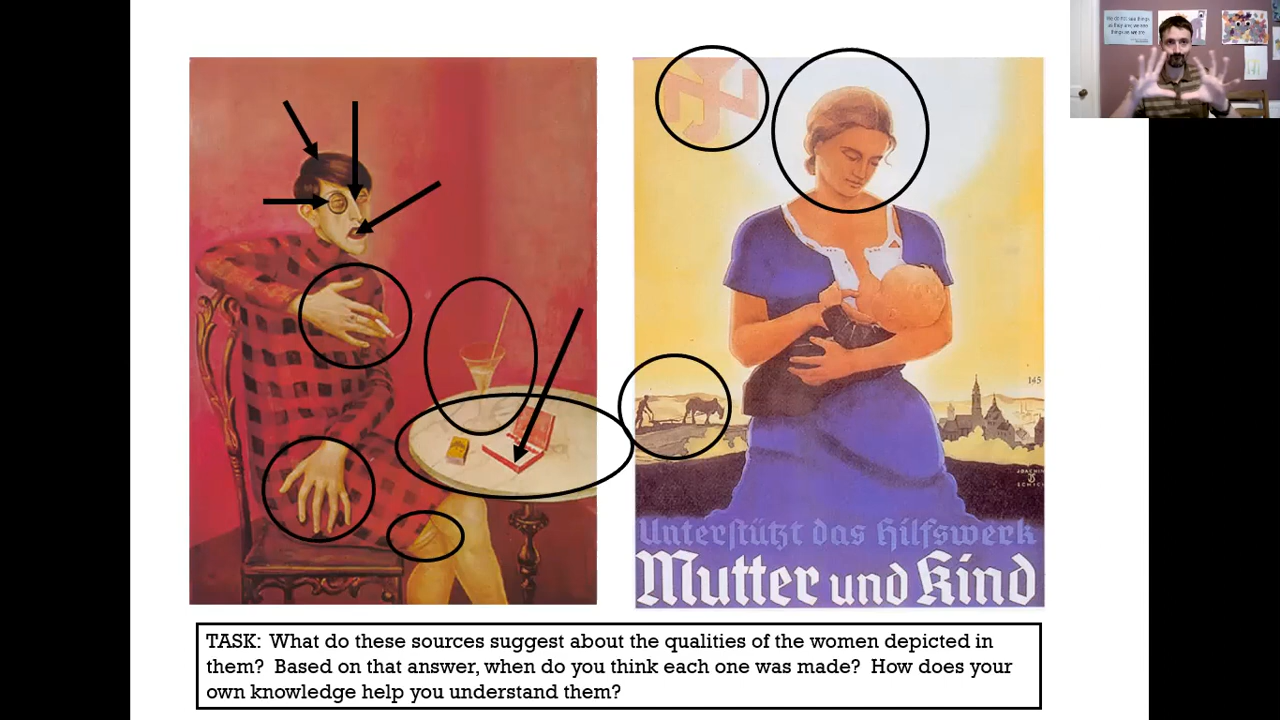 145
JOACHIM
Unterstützt das Hilfswerk
Mutter und Kind
TASK: What do these sources suggest about the qualities of the women depicted in
them? Based on that answer, when do you think each one was made? How does your
own knowledge help you understand them?